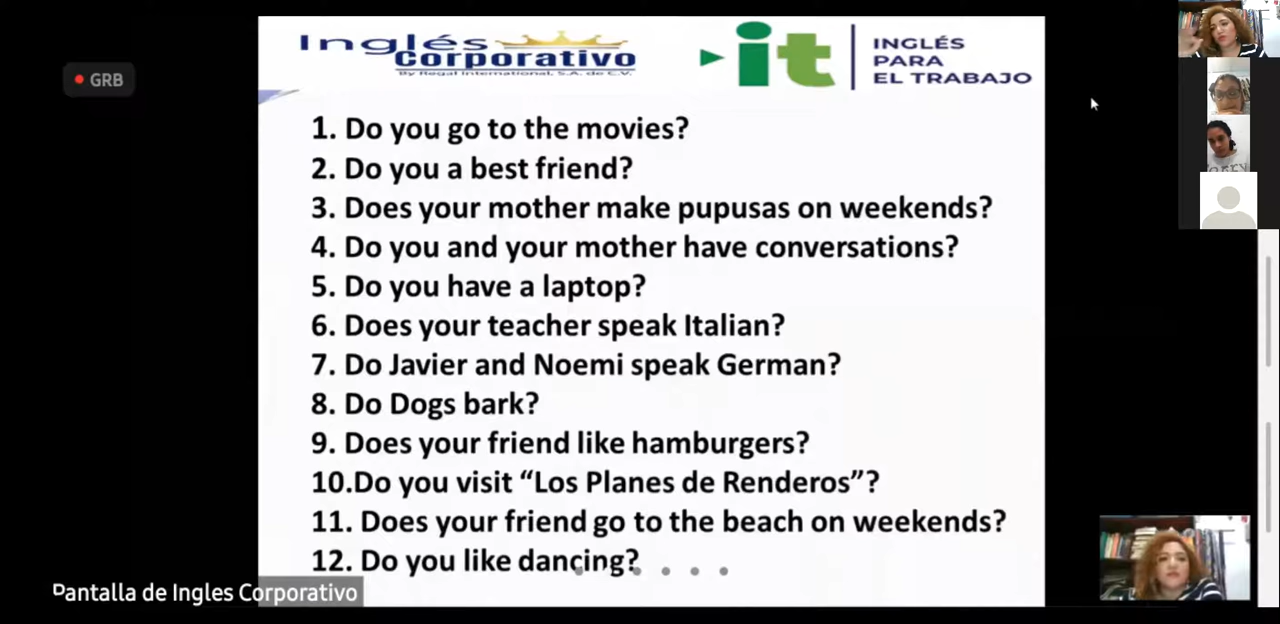 GRB
Inglés
Corporativo
By Regal International, S.A. de C.V.
it
INGLÉS
PARA
EL TRABAJO
1. Do you go to the movies?
2. Do you a best friend?
3. Does your mother make pupusas on weekends?
4. Do you and your mother have conversations?
5. Do you have a laptop?
6. Does your teacher speak Italian?
7. Do Javier and Noemi speak German?
8. Do Dogs bark?
9. Does your friend like hamburgers?
10.Do you visit “Los Planes de Renderos”?
11. Does your friend go to the beach on weekends?
12. Do you like dancing?
Pantalla de Ingles Corporativo